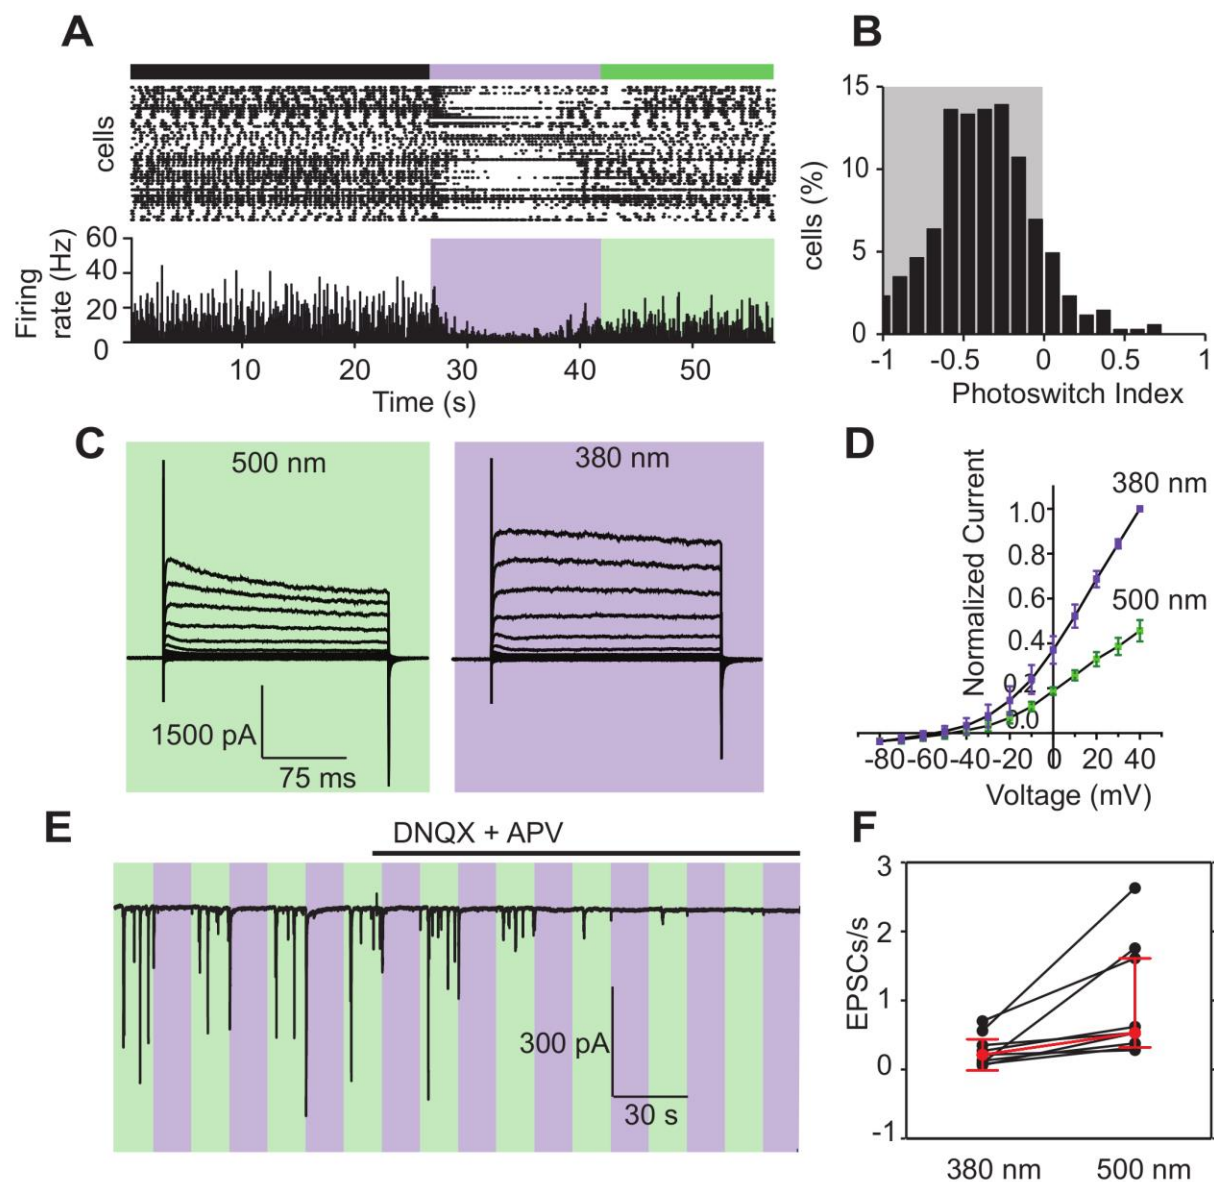 A
B
cells
Firing
rate (Hz)
60
40
20
0
10
20
30
40
50
Time (s)
cells (%)
15
10
5
0
-1
-0.5
0
0.5
1
Photoswitch Index
C
500 nm
380 nm
1500 pA
75 ms
D
Normalized Current
380 nm
500 nm
1.0
0.8
0.6
0.4
0.2
0.0
-80
-60
-40
-20
0
20
40
Voltage (mV)
E
DNQX + APV
300 pA
30 s
F
EPSCs/s
3
2
1
0
-1
380 nm
500 nm